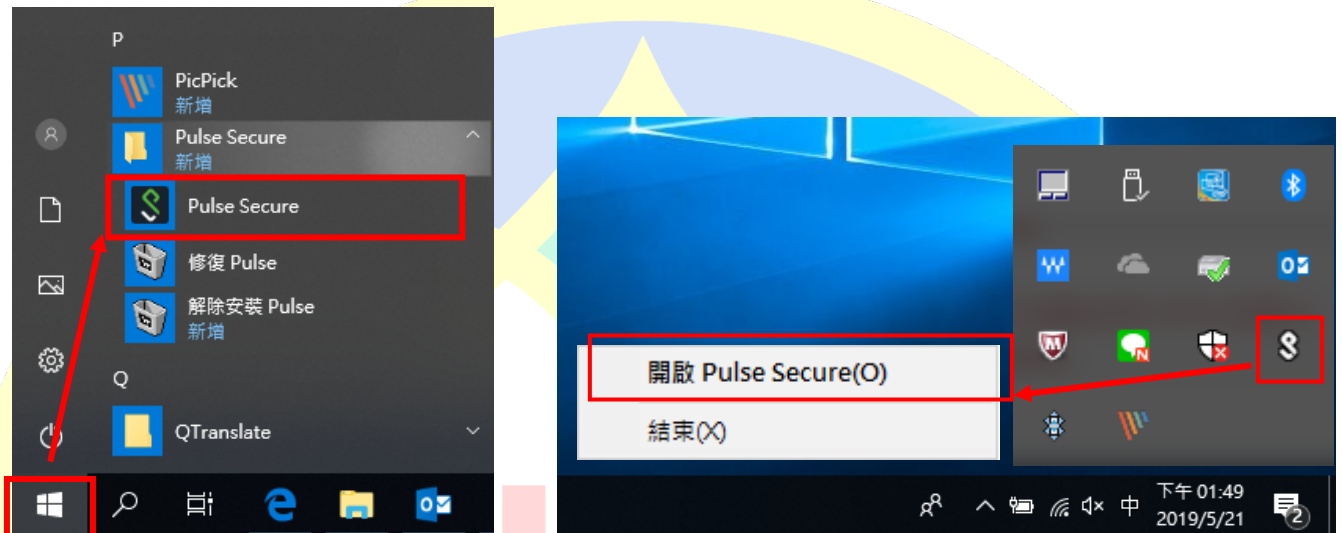 P
PicPick
新增
Pulse Secure
新增
Pulse Secure
修復 Pulse
解除安裝 Pulse
新增
Q
QTranslate
開啟 Pulse Secure(O)
結束(X)
中
下午 01:49
2019/5/21
2